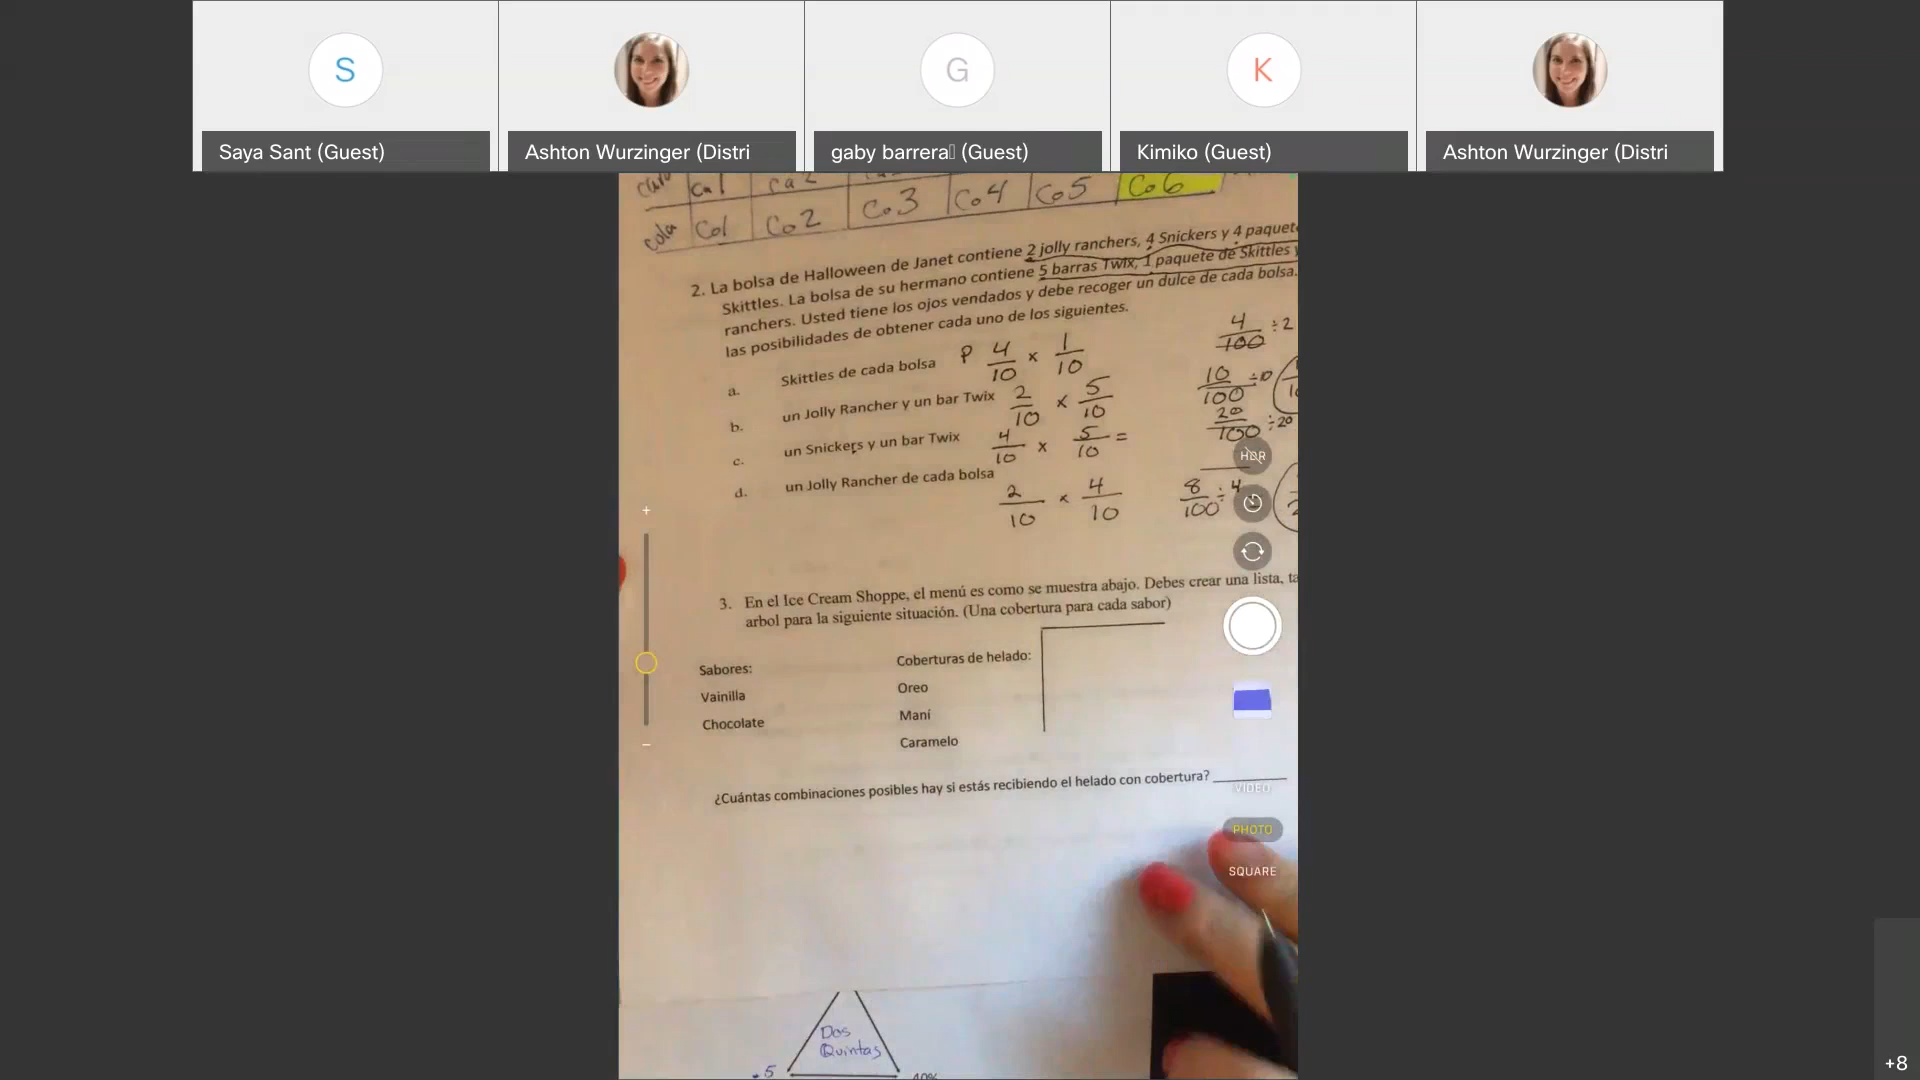 S
G
K
Saya Sant (Guest)
Ashton Wurzinger (Distri
gaby barrera (Guest)
Kimiko (Guest)
Ashton Wurzinger (Distri
Ca 1 Ca 2
cola Co1 Co2 Co3 Co4 Co5 Co6
2. La bolsa de Halloween de Janet contiene 2 jolly ranchers, 4 Snickers y 4
Skittles. La bolsa de su hermano contiene 5 barras Twix, 1 paquete de Skittles y
ranchers. Usted tiene los ojos vendados y debe recoger un dulce de cada bolsa.
las posibilidades de obtener cada uno de los siguientes.
a. Skittles de cada bolsa P 4/10 x 1/10 4/100 ÷2
b. un Jolly Rancher y un bar Twix 2/10 x 5/10 10/100 ÷10
c. un Snickers y un bar Twix 4/10 x 5/10 = 20/100 ÷20
d. un Jolly Rancher de cada bolsa 2/10 x 4/10 8/100 ÷ 4
HDR
3. En el Ice Cream Shoppe, el menú es como se muestra abajo. Debes crear una lista,
arbol para la siguiente situación. (Una cobertura para cada sabor)
Sabores: Coberturas de helado:
Vainilla Oreo
Chocolate Maní
Caramelo
¿Cuántas combinaciones posibles hay si estás recibiendo el helado con cobertura?
VIDEO
PHOTO
SQUARE
Dos
Quintas
.5 40%
+8